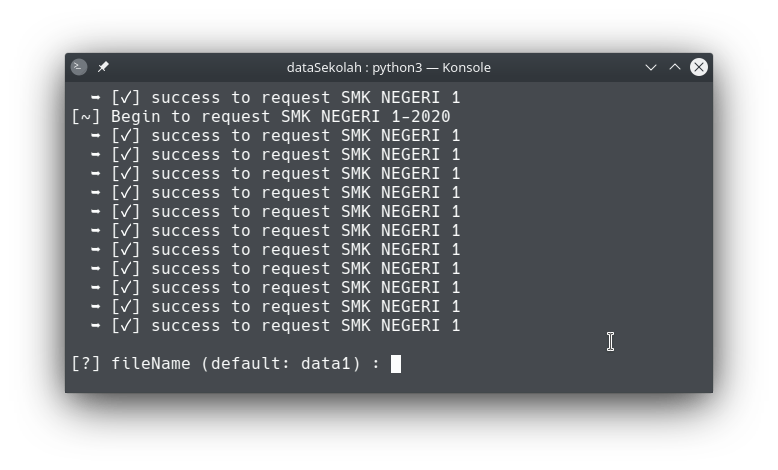 dataSekolah : python3 — Konsole
➥ [✓] success to request SMK NEGERI 1
[~] Begin to request SMK NEGERI 1-2020
➥ [✓] success to request SMK NEGERI 1
➥ [✓] success to request SMK NEGERI 1
➥ [✓] success to request SMK NEGERI 1
➥ [✓] success to request SMK NEGERI 1
➥ [✓] success to request SMK NEGERI 1
➥ [✓] success to request SMK NEGERI 1
➥ [✓] success to request SMK NEGERI 1
➥ [✓] success to request SMK NEGERI 1
➥ [✓] success to request SMK NEGERI 1
➥ [✓] success to request SMK NEGERI 1
➥ [✓] success to request SMK NEGERI 1
[?] fileName (default: data1) :